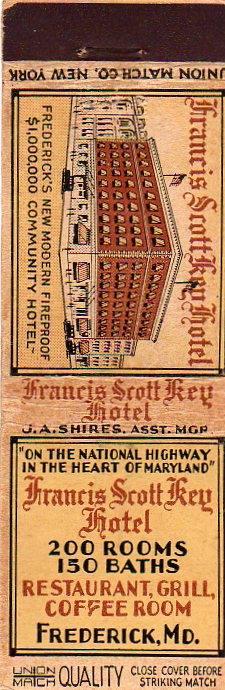 UNION MATCH CO. NEW YORK
Francis Scott Key Hotel
FREDERICK'S NEW MODERN FIREPROOF
$1,000,000 COMMUNITY HOTEL~
Francis Scott Key
Hotel
J.A. SHIRES. ASST. MGR
"ON THE NATIONAL HIGHWAY
IN THE HEART OF MARYLAND"
Francis Scott Key
Hotel
200 ROOMS
150 BATHS
RESTAURANT, GRILL,
COFFEE ROOM
FREDERICK, MD.
UNION MATCH QUALITY CLOSE COVER BEFORE STRIKING MATCH